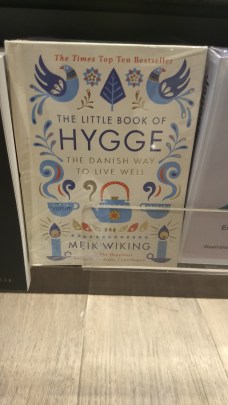 The Times Top Ten Bestseller
THE LITTLE BOOK OF
HYGGE
THE DANISH WAY
TO LIVE WELL
MEIK WIKING